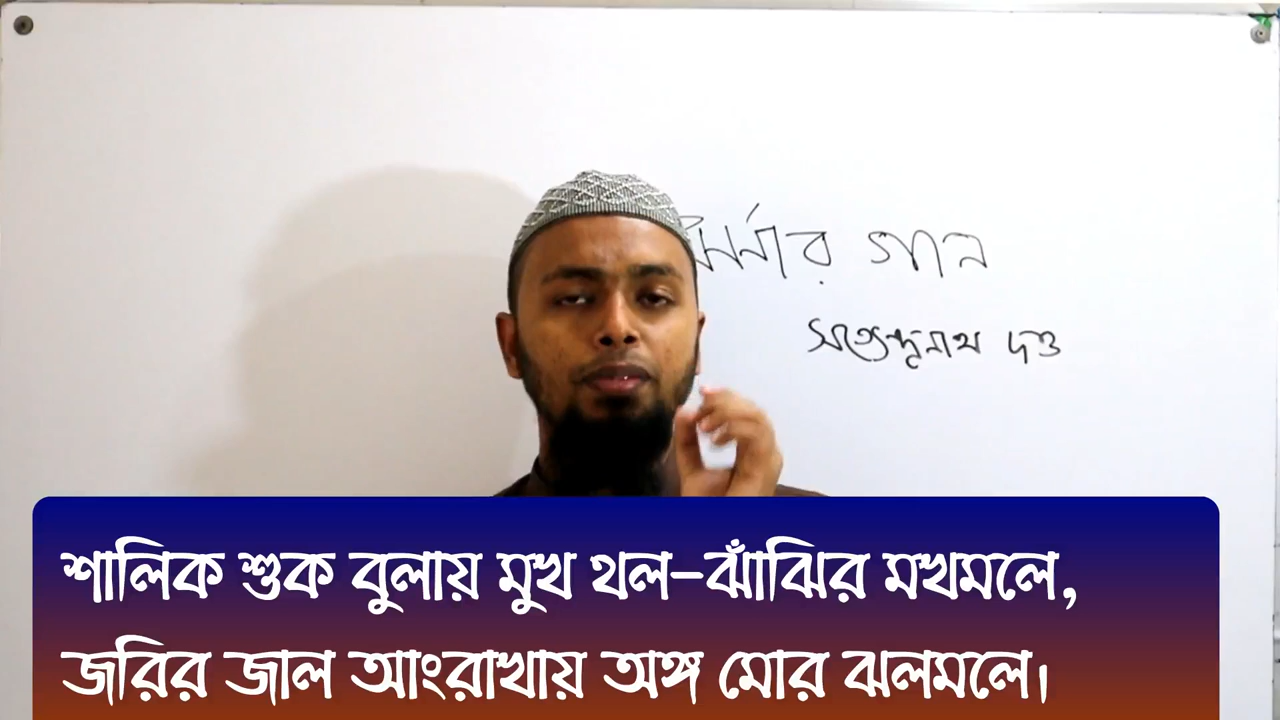 ঝর্নার গান
সত্যেন্দ্রনাথ দত্ত
শালিক শুক বুলায় মুখ থল-ঝাঁঝির মখমলে,
জরির জাল আংরাখায় অঙ্গ মোর ঝলমলে।